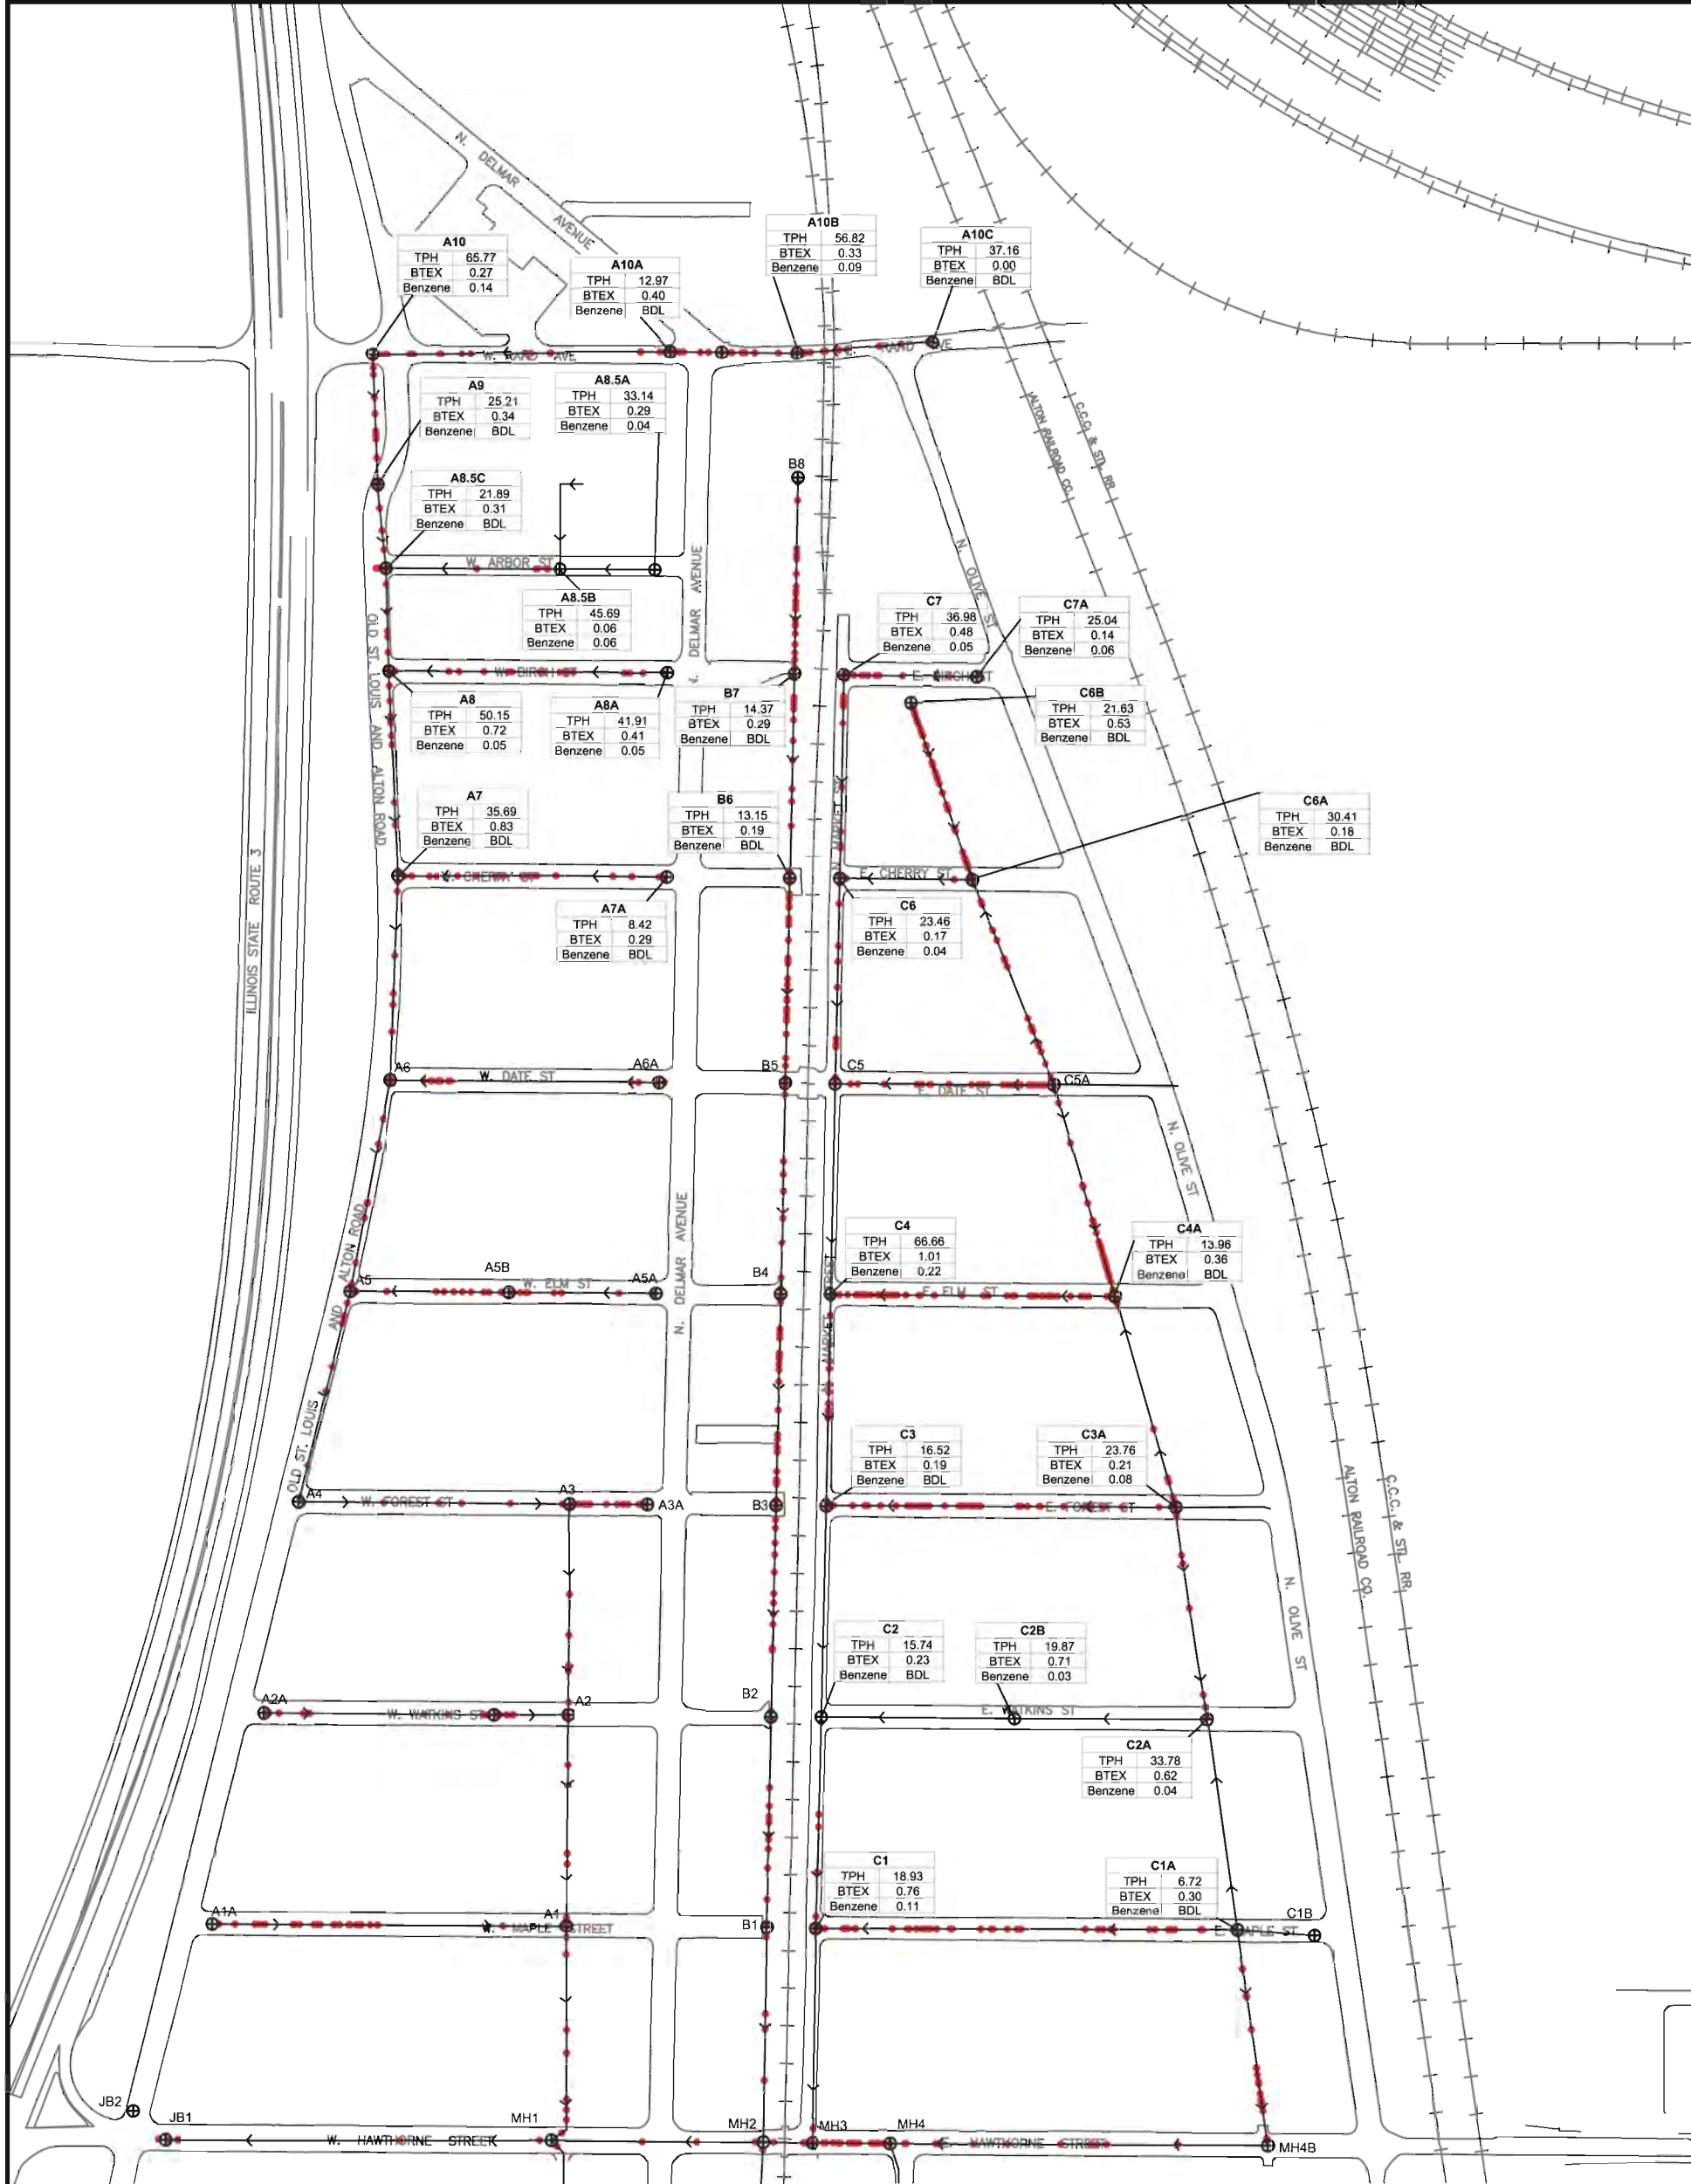 N. DELMAR AVENUE
A10B
TPH 56.82
BTEX 0.33
Benzene 0.09
A10C
TPH 37.16
BTEX 0.00
Benzene BDL
A10
TPH 65.77
BTEX 0.27
Benzene 0.14
A10A
TPH 12.97
BTEX 0.40
Benzene BDL
W. RAND AVE
RAND AVE
A9
TPH 25.21
BTEX 0.34
Benzene BDL
A8.5A
TPH 33.14
BTEX 0.29
Benzene 0.04
ALTON RAILROAD CO.
C.C.C. & STL. RR
B8
A8.5C
TPH 21.89
BTEX 0.31
Benzene BDL
W. ARBOR ST
N. DELMAR AVENUE
N. OLIVE ST
A8.5B
TPH 45.69
BTEX 0.06
Benzene 0.06
C7
TPH 36.98
BTEX 0.48
Benzene 0.05
C7A
TPH 25.04
BTEX 0.14
Benzene 0.06
OLD ST. LOUIS AND ALTON ROAD
W. BIRCH ST
E. BIRCH ST
A8
TPH 50.15
BTEX 0.72
Benzene 0.05
A8A
TPH 41.91
BTEX 0.41
Benzene 0.05
B7
TPH 14.37
BTEX 0.29
Benzene BDL
C6B
TPH 21.63
BTEX 0.53
Benzene BDL
A7
TPH 35.69
BTEX 0.83
Benzene BDL
B6
TPH 13.15
BTEX 0.19
Benzene BDL
N. MARKET ST
C6A
TPH 30.41
BTEX 0.18
Benzene BDL
W. CHERRY ST
E. CHERRY ST
ILLINOIS STATE ROUTE 3
A7A
TPH 8.42
BTEX 0.29
Benzene BDL
C6
TPH 23.46
BTEX 0.17
Benzene 0.04
A6
W. DATE ST
A6A
B5
C5
E. DATE ST
C5A
N. OLIVE ST
N. DELMAR AVENUE
OLD ST. LOUIS AND ALTON ROAD
C4
TPH 66.66
BTEX 1.01
Benzene 0.22
C4A
TPH 13.96
BTEX 0.36
Benzene BDL
A5
A5B
W. ELM ST
A5A
B4
E. ELM ST
N. MARKET STREET
C3
TPH 16.52
BTEX 0.19
Benzene BDL
C3A
TPH 23.76
BTEX 0.21
Benzene 0.08
ALTON RAILROAD CO.
C.C.C. & STL. RR
A4
W. FOREST ST
A3
A3A
B3
E. FOREST ST
N. OLIVE ST
C2
TPH 15.74
BTEX 0.23
Benzene BDL
C2B
TPH 19.87
BTEX 0.71
Benzene 0.03
A2A
W. WATKINS ST
A2
B2
E. WATKINS ST
C2A
TPH 33.78
BTEX 0.62
Benzene 0.04
C1
TPH 18.93
BTEX 0.76
Benzene 0.11
C1A
TPH 6.72
BTEX 0.30
Benzene BDL
A1A
W. MAPLE STREET
A1
B1
E. MAPLE ST.
C1B
JB2
JB1
W. HAWTHORNE STREET
MH1
MH2
MH3
MH4
E. HAWTHORNE STREET
MH4B